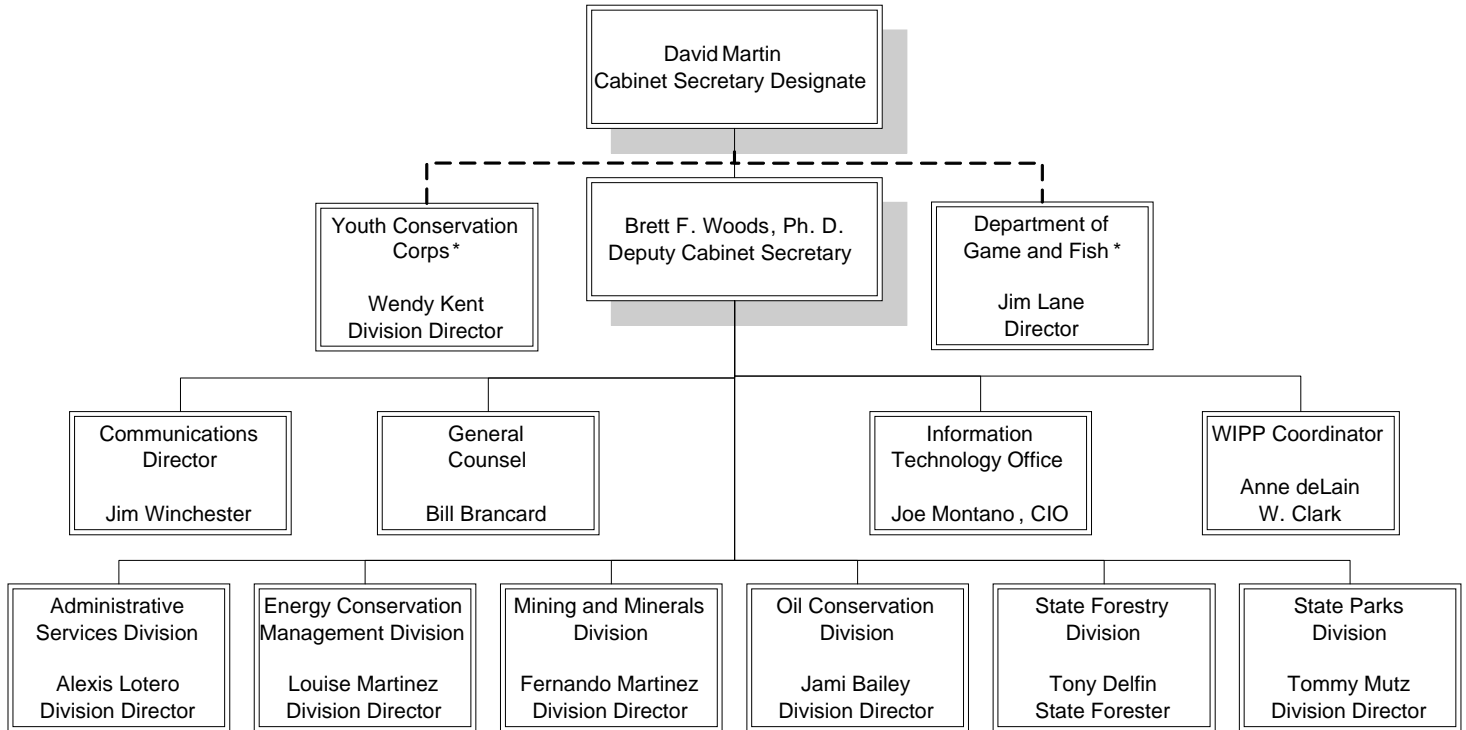 David Martin
Cabinet Secretary Designate
Youth Conservation
Corps *
Wendy Kent
Division Director
Brett F. Woods, Ph. D.
Deputy Cabinet Secretary
Department of
Game and Fish *
Jim Lane
Director
Communications
Director
Jim Winchester
General
Counsel
Bill Brancard
Information
Technology Office
Joe Montano , CIO
WIPP Coordinator
Anne deLain
W. Clark
Administrative
Services Division
Alexis Lotero
Division Director
Energy Conservation
Management Division
Louise Martinez
Division Director
Mining and Minerals
Division
Fernando Martinez
Division Director
Oil Conservation
Division
Jami Bailey
Division Director
State Forestry
Division
Tony Delfin
State Forester
State Parks
Division
Tommy Mutz
Division Director